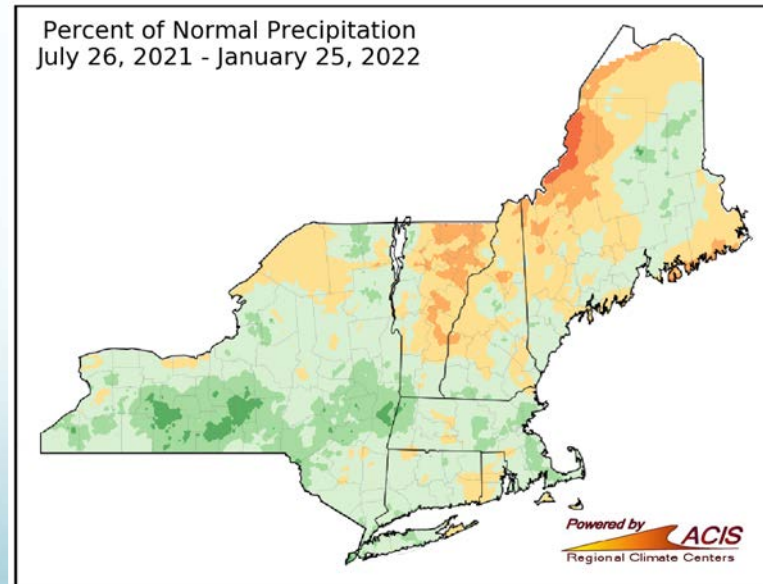 Percent of Normal Precipitation
July 26, 2021 - January 25, 2022
Powered by
ACIS
Regional Climate Centers